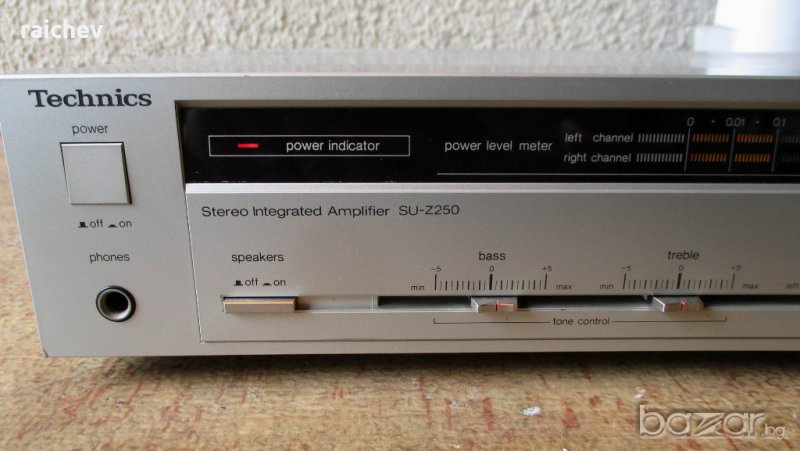 raichev
Technics
power
off on
phones
power indicator
power level meter
left channel
right channel
0 · 0.01 · 0.1
Stereo Integrated Amplifier SU-Z250
speakers
off on
bass
-5 0 +5
min max
treble
-5 0 +5
min max
left
tone control
bazar.bg